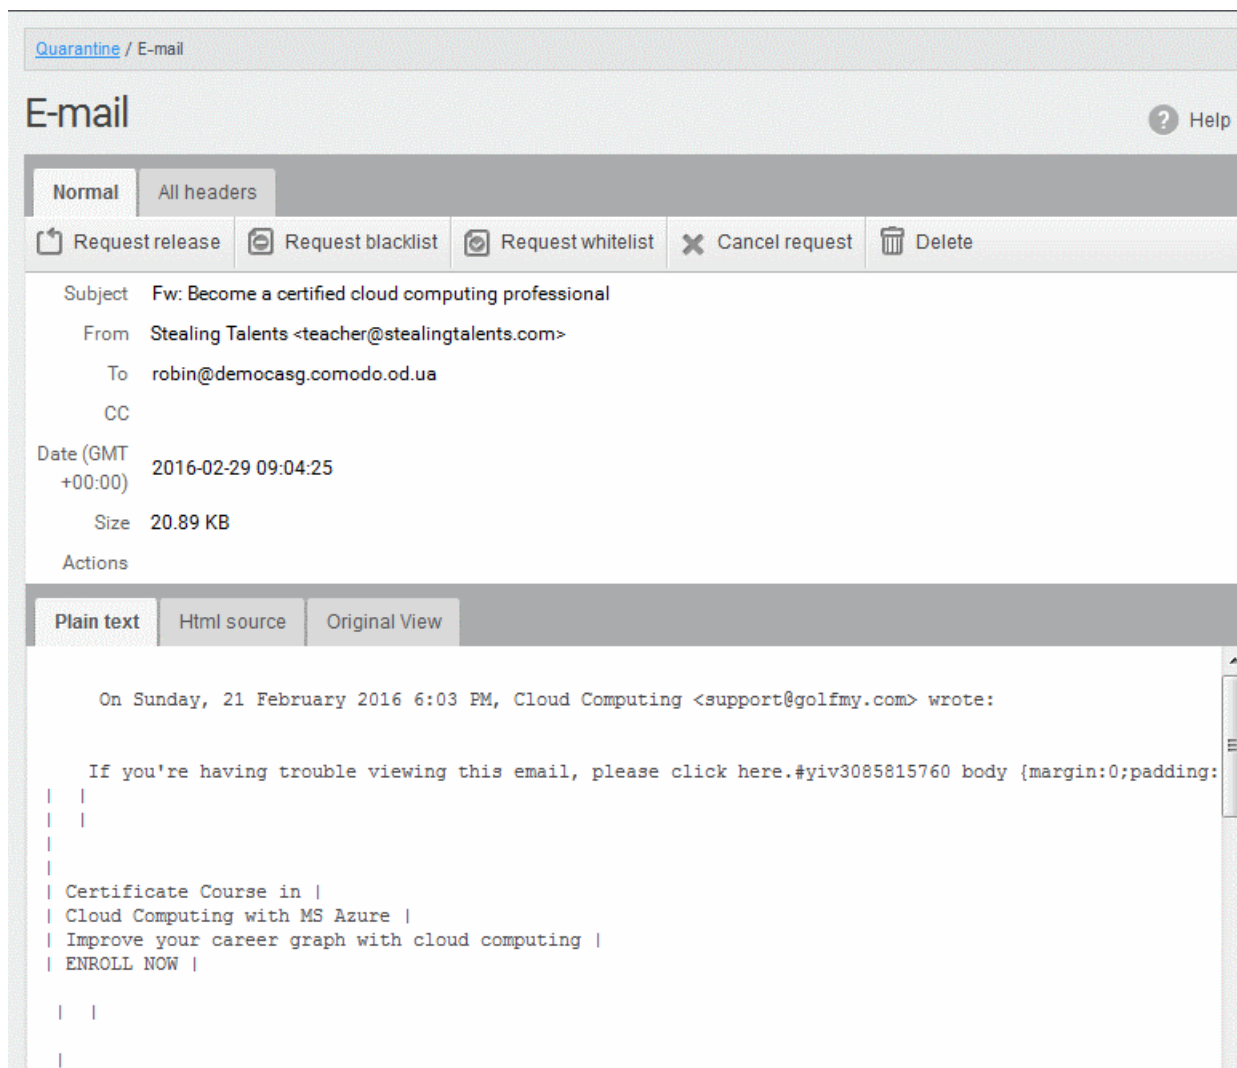 Quarantine / E-mail
E-mail
? Help
Normal All headers
Request release Request blacklist Request whitelist Cancel request Delete
Subject Fw: Become a certified cloud computing professional
From Stealing Talents <teacher@stealingtalents.com>
To robin@democasg.comodo.od.ua
CC
Date (GMT
+00:00) 2016-02-29 09:04:25
Size 20.89 KB
Actions
Plain text Html source Original View
On Sunday, 21 February 2016 6:03 PM, Cloud Computing <support@golfmy.com> wrote:
If you're having trouble viewing this email, please click here.#yiv3085815760 body {margin:0;padding:
| |
| |
|
|
| Certificate Course in |
| Cloud Computing with MS Azure |
| Improve your career graph with cloud computing |
| ENROLL NOW |
| |
|